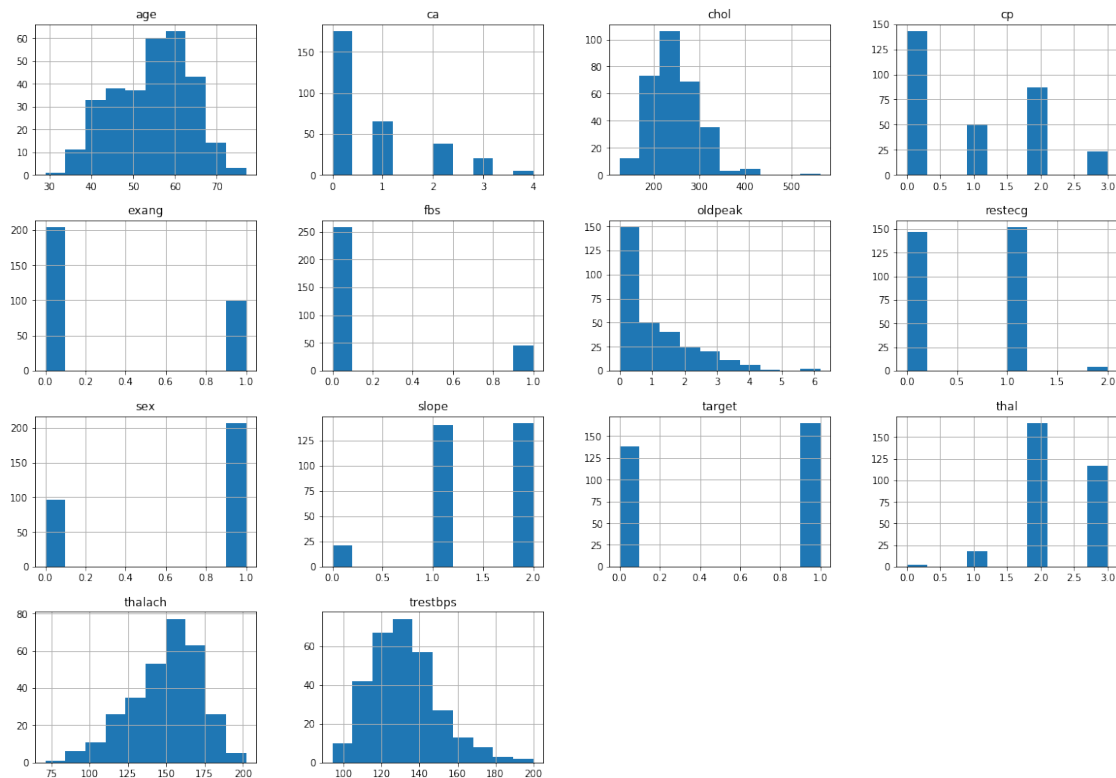 age ca chol cp
60 50 40 30 20 10 0
30 40 50 60 70
150 100 50 0
0 1 2 3 4
100 80 60 40 20 0
200 300 400 500
150 125 100 75 50 25 0
0.0 0.5 1.0 1.5 2.0 2.5 3.0
exang fbs oldpeak restecg
200 150 100 50 0
0.0 0.2 0.4 0.6 0.8 1.0
250 200 150 100 50 0
0.0 0.2 0.4 0.6 0.8 1.0
150 125 100 75 50 25 0
0 1 2 3 4 5 6
150 125 100 75 50 25 0
0.0 0.5 1.0 1.5 2.0
sex slope target thal
200 150 100 50 0
0.0 0.2 0.4 0.6 0.8 1.0
125 100 75 50 25 0
0.0 0.5 1.0 1.5 2.0
150 125 100 75 50 25 0
0.0 0.2 0.4 0.6 0.8 1.0
150 125 100 75 50 25 0
0.0 0.5 1.0 1.5 2.0 2.5 3.0
thalach trestbps
80 60 40 20 0
75 100 125 150 175 200
60 40 20 0
100 120 140 160 180 200